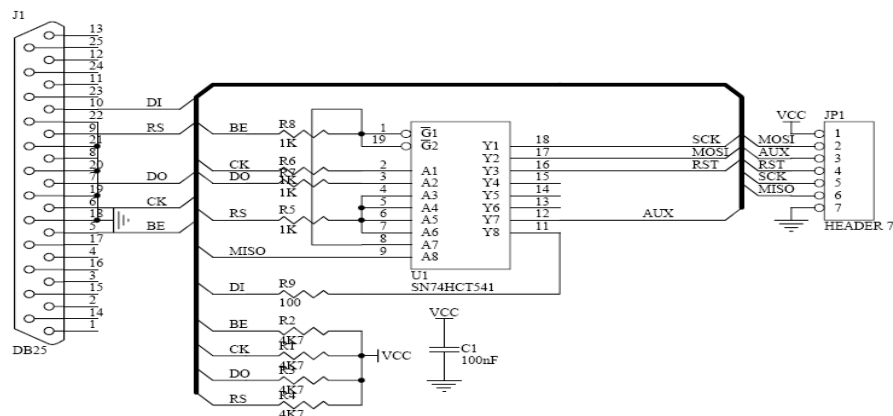 J1
13
25
12
24
11
23
10
22
9
21
8
20
7
19
6
18
5
17
4
16
3
15
2
14
1
DB25
DI
RS
DO
CK
BE
BE
R8
1K
CK
R6
DO
R7
1K
1K
RS
R5
1K
MISO
DI
R9
100
BE
R2
4K7
CK
R1
4K7
DO
R3
4K7
RS
R4
4K7
VCC
1
19
2
3
4
5
6
7
8
9
G1
G2
A1
A2
A3
A4
A5
A6
A7
A8
Y1
Y2
Y3
Y4
Y5
Y6
Y7
Y8
18
17
16
15
14
13
12
11
U1
SN74HCT541
VCC
C1
100nF
SCK
MOSI
RST
AUX
VCC
JP1
MOSI
AUX
RST
SCK
MISO
1
2
3
4
5
6
7
HEADER 7